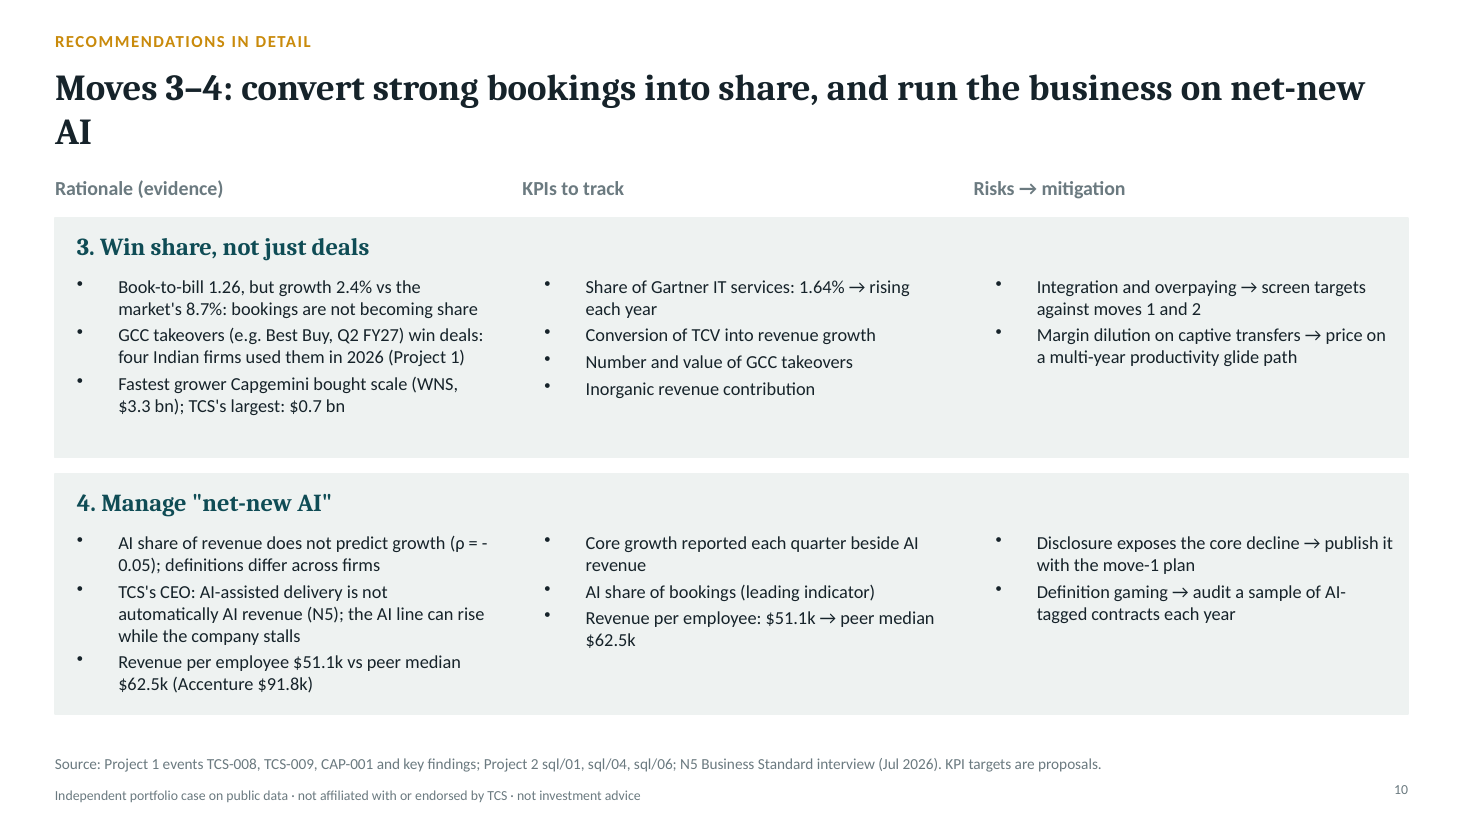 RECOMMENDATIONS IN DETAIL
Moves 3–4: convert strong bookings into share, and run the business on net-new
AI
Rationale (evidence)
KPIs to track
Risks → mitigation
3. Win share, not just deals
• Book-to-bill 1.26, but growth 2.4% vs the
market's 8.7%: bookings are not becoming share
• GCC takeovers (e.g. Best Buy, Q2 FY27) win deals:
four Indian firms used them in 2026 (Project 1)
• Fastest grower Capgemini bought scale (WNS,
$3.3 bn); TCS's largest: $0.7 bn
• Share of Gartner IT services: 1.64% → rising
each year
• Conversion of TCV into revenue growth
• Number and value of GCC takeovers
• Inorganic revenue contribution
• Integration and overpaying → screen targets
against moves 1 and 2
• Margin dilution on captive transfers → price on
a multi-year productivity glide path
4. Manage "net-new AI"
• AI share of revenue does not predict growth (ρ = -
0.05); definitions differ across firms
• TCS's CEO: AI-assisted delivery is not
automatically AI revenue (N5); the AI line can rise
while the company stalls
• Revenue per employee $51.1k vs peer median
$62.5k (Accenture $91.8k)
• Core growth reported each quarter beside AI
revenue
• AI share of bookings (leading indicator)
• Revenue per employee: $51.1k → peer median
$62.5k
• Disclosure exposes the core decline → publish it
with the move-1 plan
• Definition gaming → audit a sample of AI-
tagged contracts each year
Source: Project 1 events TCS-008, TCS-009, CAP-001 and key findings; Project 2 sql/01, sql/04, sql/06; N5 Business Standard interview (Jul 2026). KPI targets are proposals.
Independent portfolio case on public data · not affiliated with or endorsed by TCS · not investment advice
10